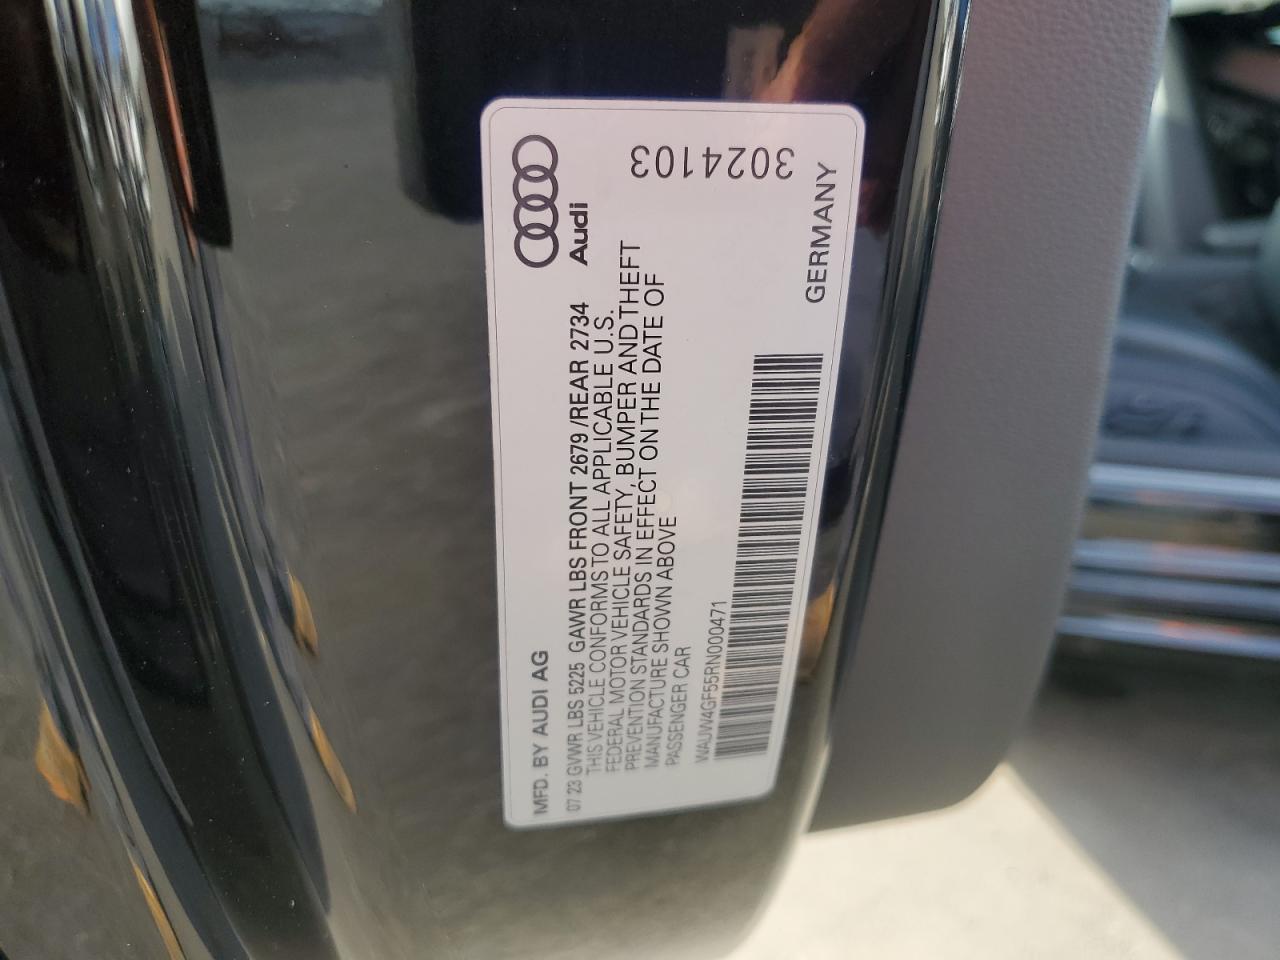 Audi
MFD. BY AUDI AG
07 23 GVWR LBS 5225 GAWR LBS FRONT 2679 /REAR 2734
THIS VEHICLE CONFORMS TO ALL APPLICABLE U.S.
FEDERAL MOTOR VEHICLE SAFETY, BUMPER AND THEFT
PREVENTION STANDARDS IN EFFECT ON THE DATE OF
MANUFACTURE SHOWN ABOVE
PASSENGER CAR
WAUW4GF55RN000471
GERMANY
3024103